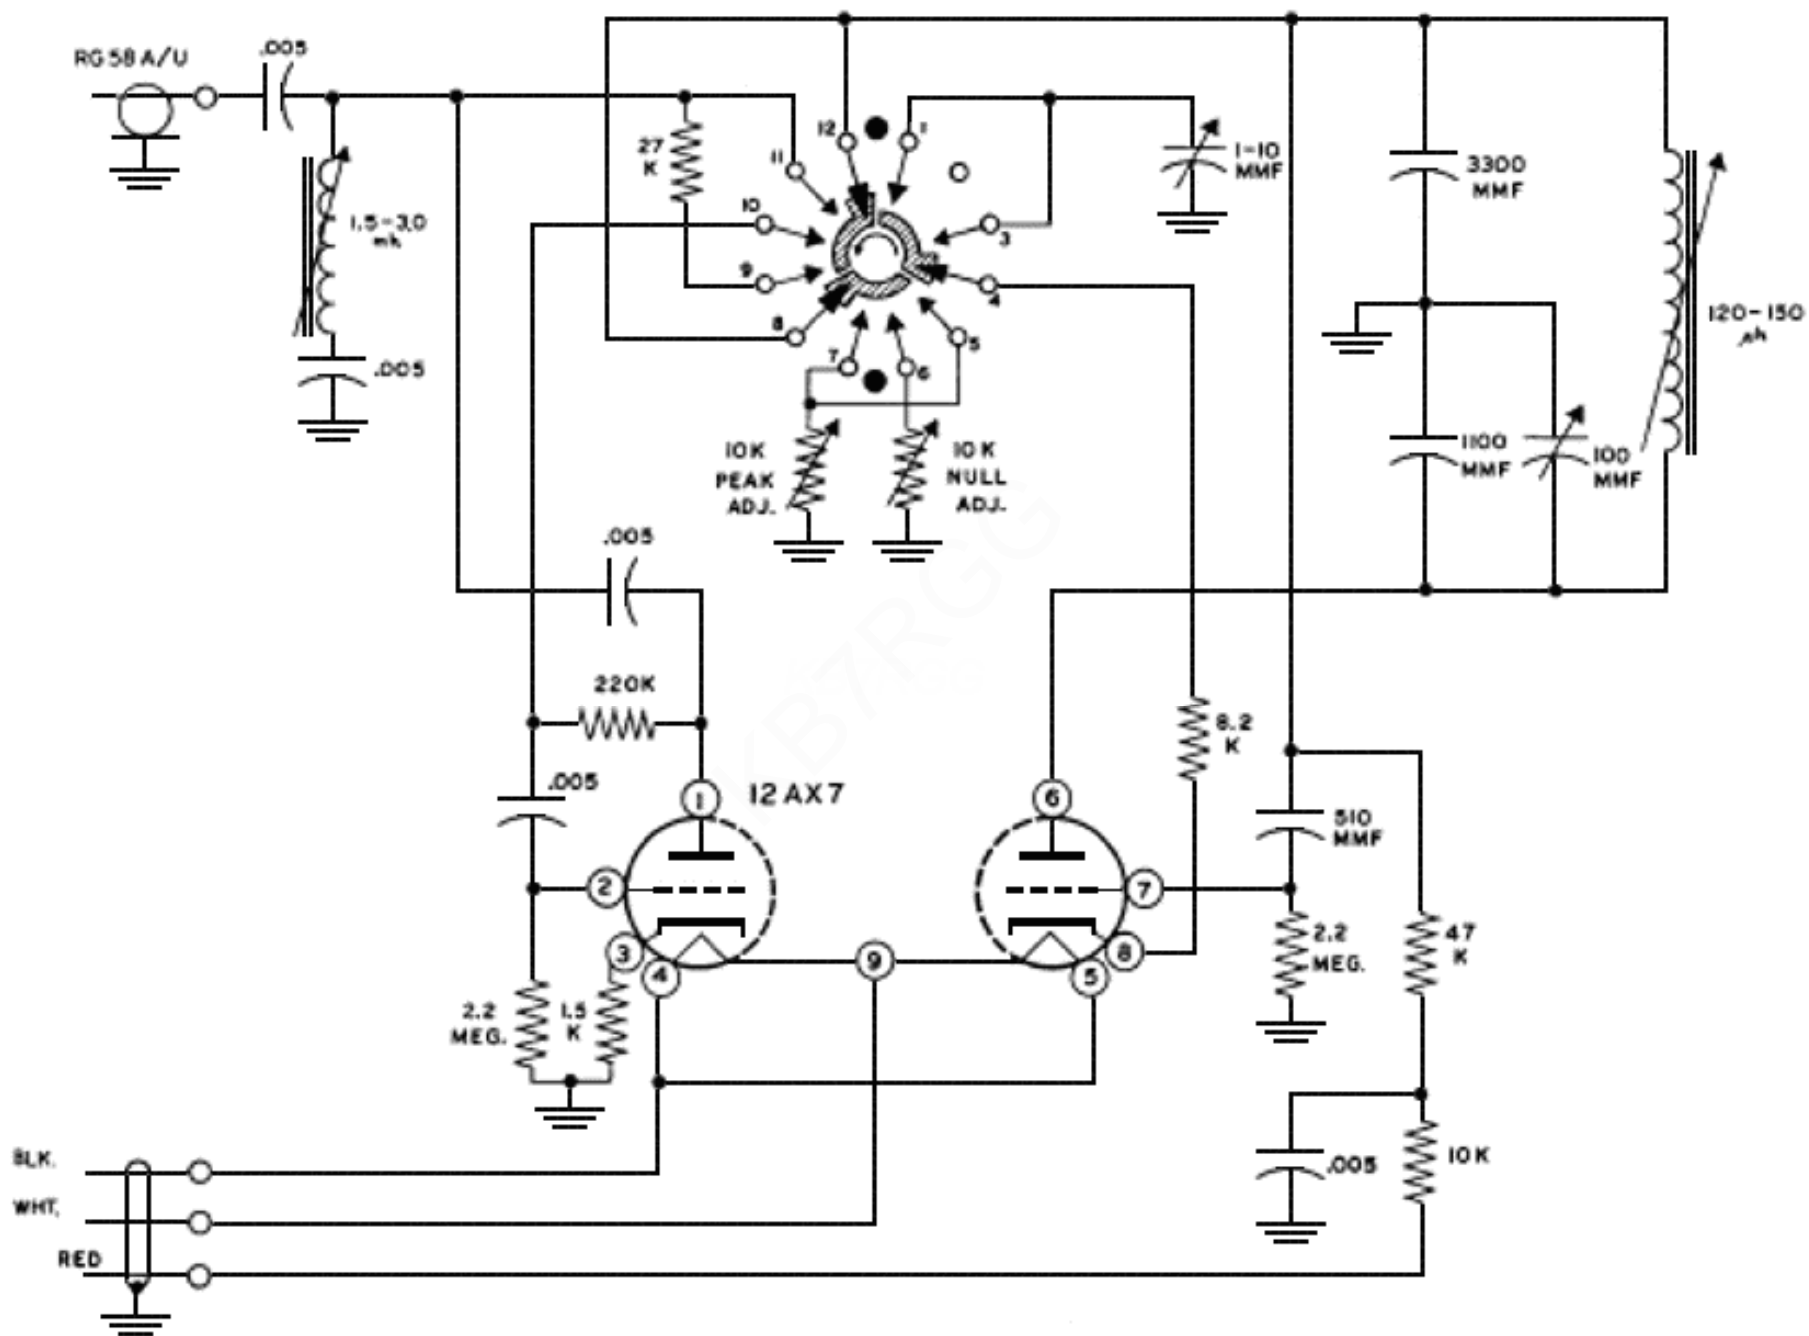 RG 58 A/U
.005
1.5-3.0
mh
.005
27
K
12
1
11
10
3
9
4
8
5
7
6
1-10
MMF
3300
MMF
120-150
μh
1100
MMF
100
MMF
10K
PEAK
ADJ.
10K
NULL
ADJ.
.005
220K
.005
KB7RGG
8.2
K
1
12AX7
6
510
MMF
2
7
3
8
4
9
5
2.2
MEG.
1.5
K
2.2
MEG.
47
K
.005
10K
BLK.
WHT.
RED